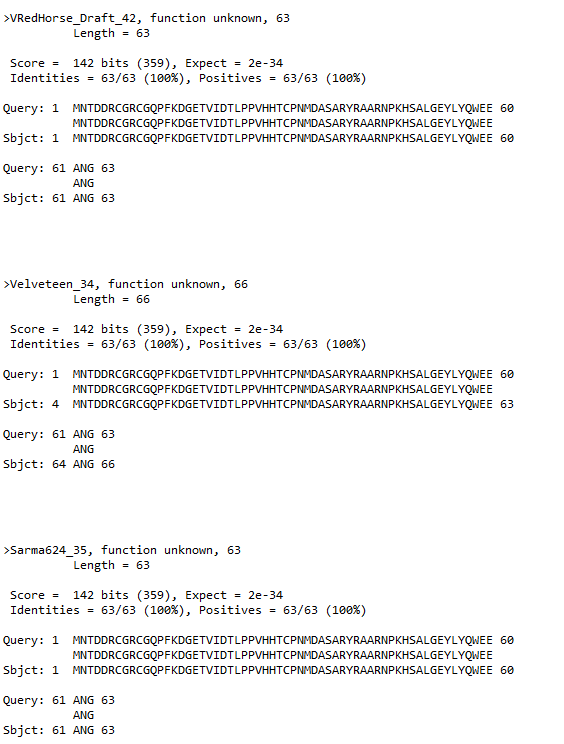 >VRedHorse_Draft_42, function unknown, 63
Length = 63
Score =  142 bits (359), Expect = 2e-34
Identities = 63/63 (100%), Positives = 63/63 (100%)
Query: 1  MNTDDRCGRCGQPFKDGETVIDTLPPVHHTCPNMDASARYRAARNPKHSALGEYLYQWEE 60
MNTDDRCGRCGQPFKDGETVIDTLPPVHHTCPNMDASARYRAARNPKHSALGEYLYQWEE
Sbjct: 1  MNTDDRCGRCGQPFKDGETVIDTLPPVHHTCPNMDASARYRAARNPKHSALGEYLYQWEE 60
Query: 61 ANG 63
ANG
Sbjct: 61 ANG 63
>Velveteen_34, function unknown, 66
Length = 66
Score =  142 bits (359), Expect = 2e-34
Identities = 63/63 (100%), Positives = 63/63 (100%)
Query: 1  MNTDDRCGRCGQPFKDGETVIDTLPPVHHTCPNMDASARYRAARNPKHSALGEYLYQWEE 60
MNTDDRCGRCGQPFKDGETVIDTLPPVHHTCPNMDASARYRAARNPKHSALGEYLYQWEE
Sbjct: 4  MNTDDRCGRCGQPFKDGETVIDTLPPVHHTCPNMDASARYRAARNPKHSALGEYLYQWEE 63
Query: 61 ANG 63
ANG
Sbjct: 64 ANG 66
>Sarma624_35, function unknown, 63
Length = 63
Score =  142 bits (359), Expect = 2e-34
Identities = 63/63 (100%), Positives = 63/63 (100%)
Query: 1  MNTDDRCGRCGQPFKDGETVIDTLPPVHHTCPNMDASARYRAARNPKHSALGEYLYQWEE 60
MNTDDRCGRCGQPFKDGETVIDTLPPVHHTCPNMDASARYRAARNPKHSALGEYLYQWEE
Sbjct: 1  MNTDDRCGRCGQPFKDGETVIDTLPPVHHTCPNMDASARYRAARNPKHSALGEYLYQWEE 60
Query: 61 ANG 63
ANG
Sbjct: 61 ANG 63